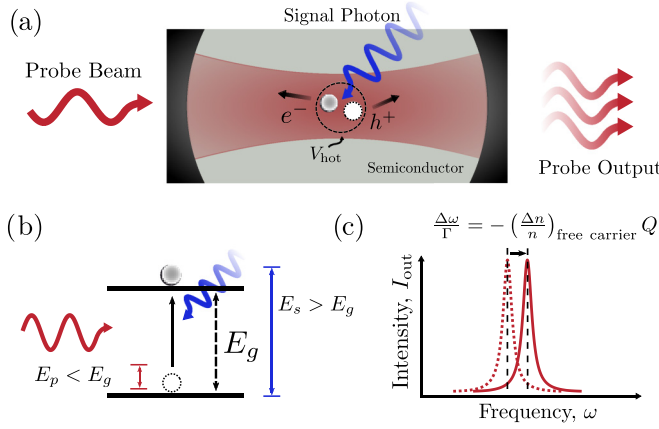 (a)
Signal Photon
Probe Beam
e⁻
h⁺
V_hot
Semiconductor
Probe Output
(b)
E_s > E_g
E_g
E_p < E_g
(c)
Δω/Γ = −(Δn/n)_free carrier Q
Intensity, I_out
Frequency, ω